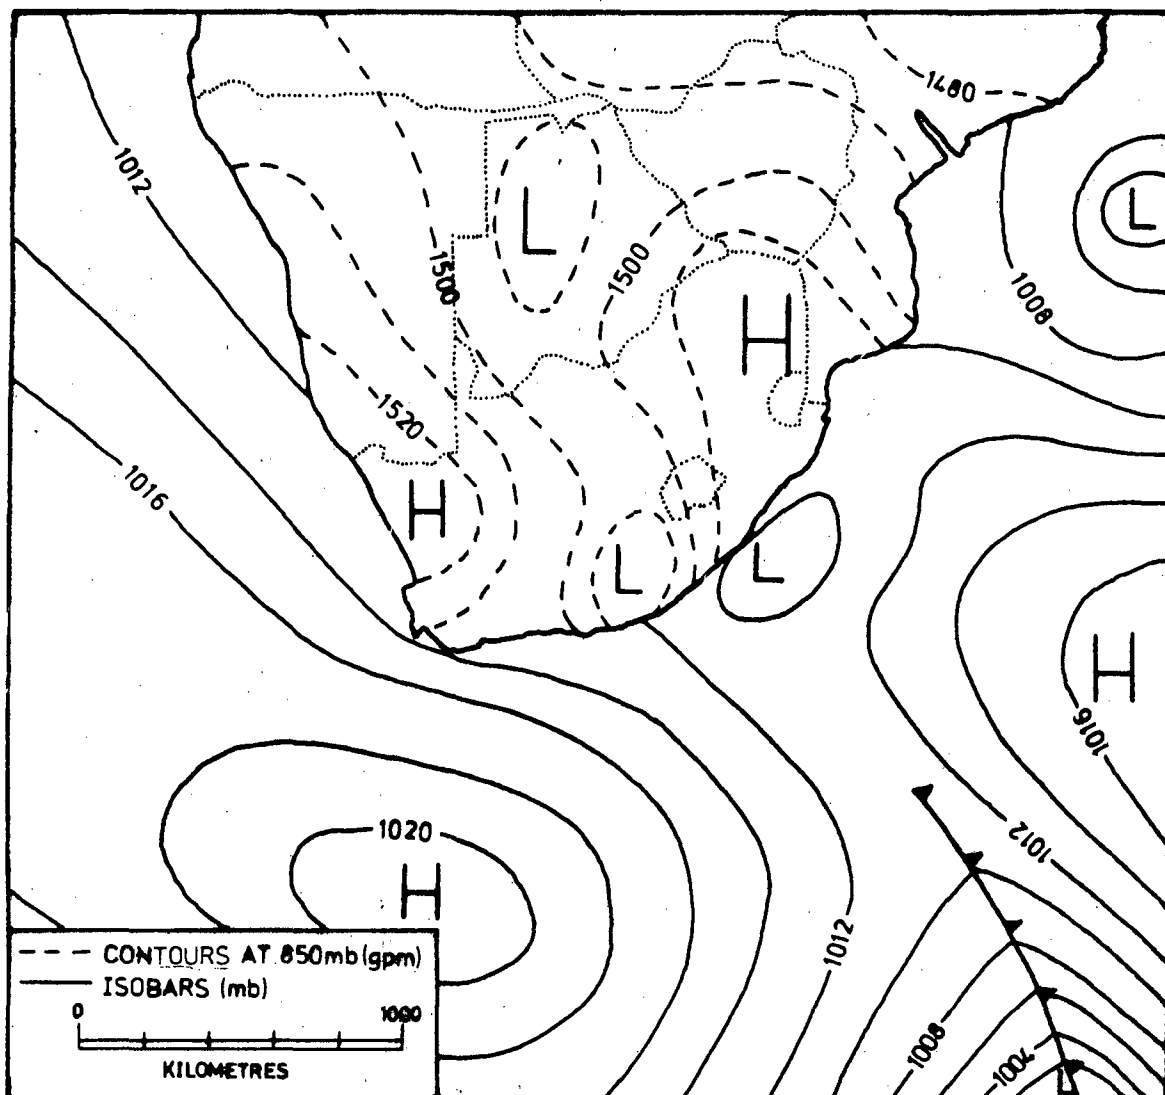 1480
1012
L
L
1500
1500
1008
H
1520
1016
H
L
L
H
1016
1020
1012
H
1012
1008
1004
L
CONTOURS AT 850mb(gpm)
ISOBARS (mb)
0 1000
KILOMETRES